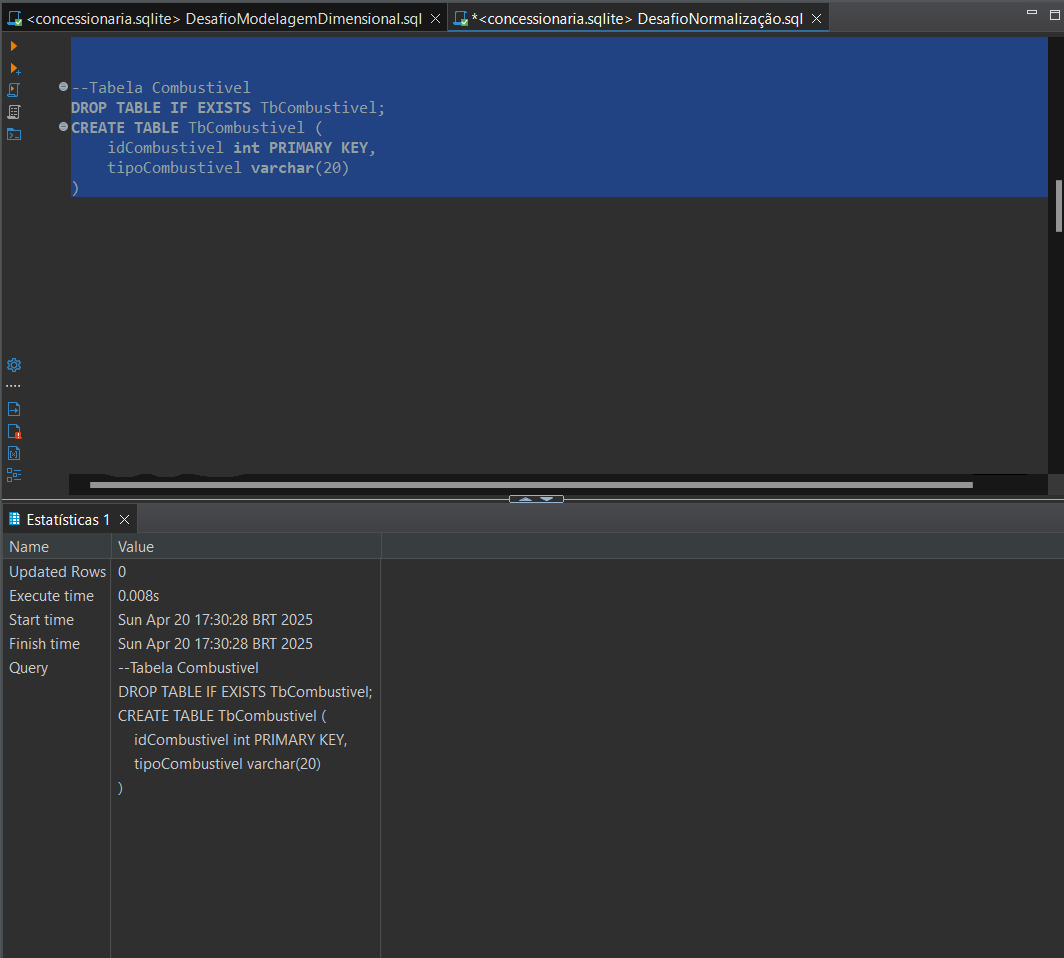 <concessionaria.sqlite> DesafioModelagemDimensional.sql
*<concessionaria.sqlite> DesafioNormalização.sql
--Tabela Combustivel
DROP TABLE IF EXISTS TbCombustivel;
CREATE TABLE TbCombustivel (
    idCombustivel int PRIMARY KEY,
    tipoCombustivel varchar(20)
)
Estatísticas 1
Name Value
Updated Rows 0
Execute time 0.008s
Start time Sun Apr 20 17:30:28 BRT 2025
Finish time Sun Apr 20 17:30:28 BRT 2025
Query --Tabela Combustivel
DROP TABLE IF EXISTS TbCombustivel;
CREATE TABLE TbCombustivel (
    idCombustivel int PRIMARY KEY,
    tipoCombustivel varchar(20)
)